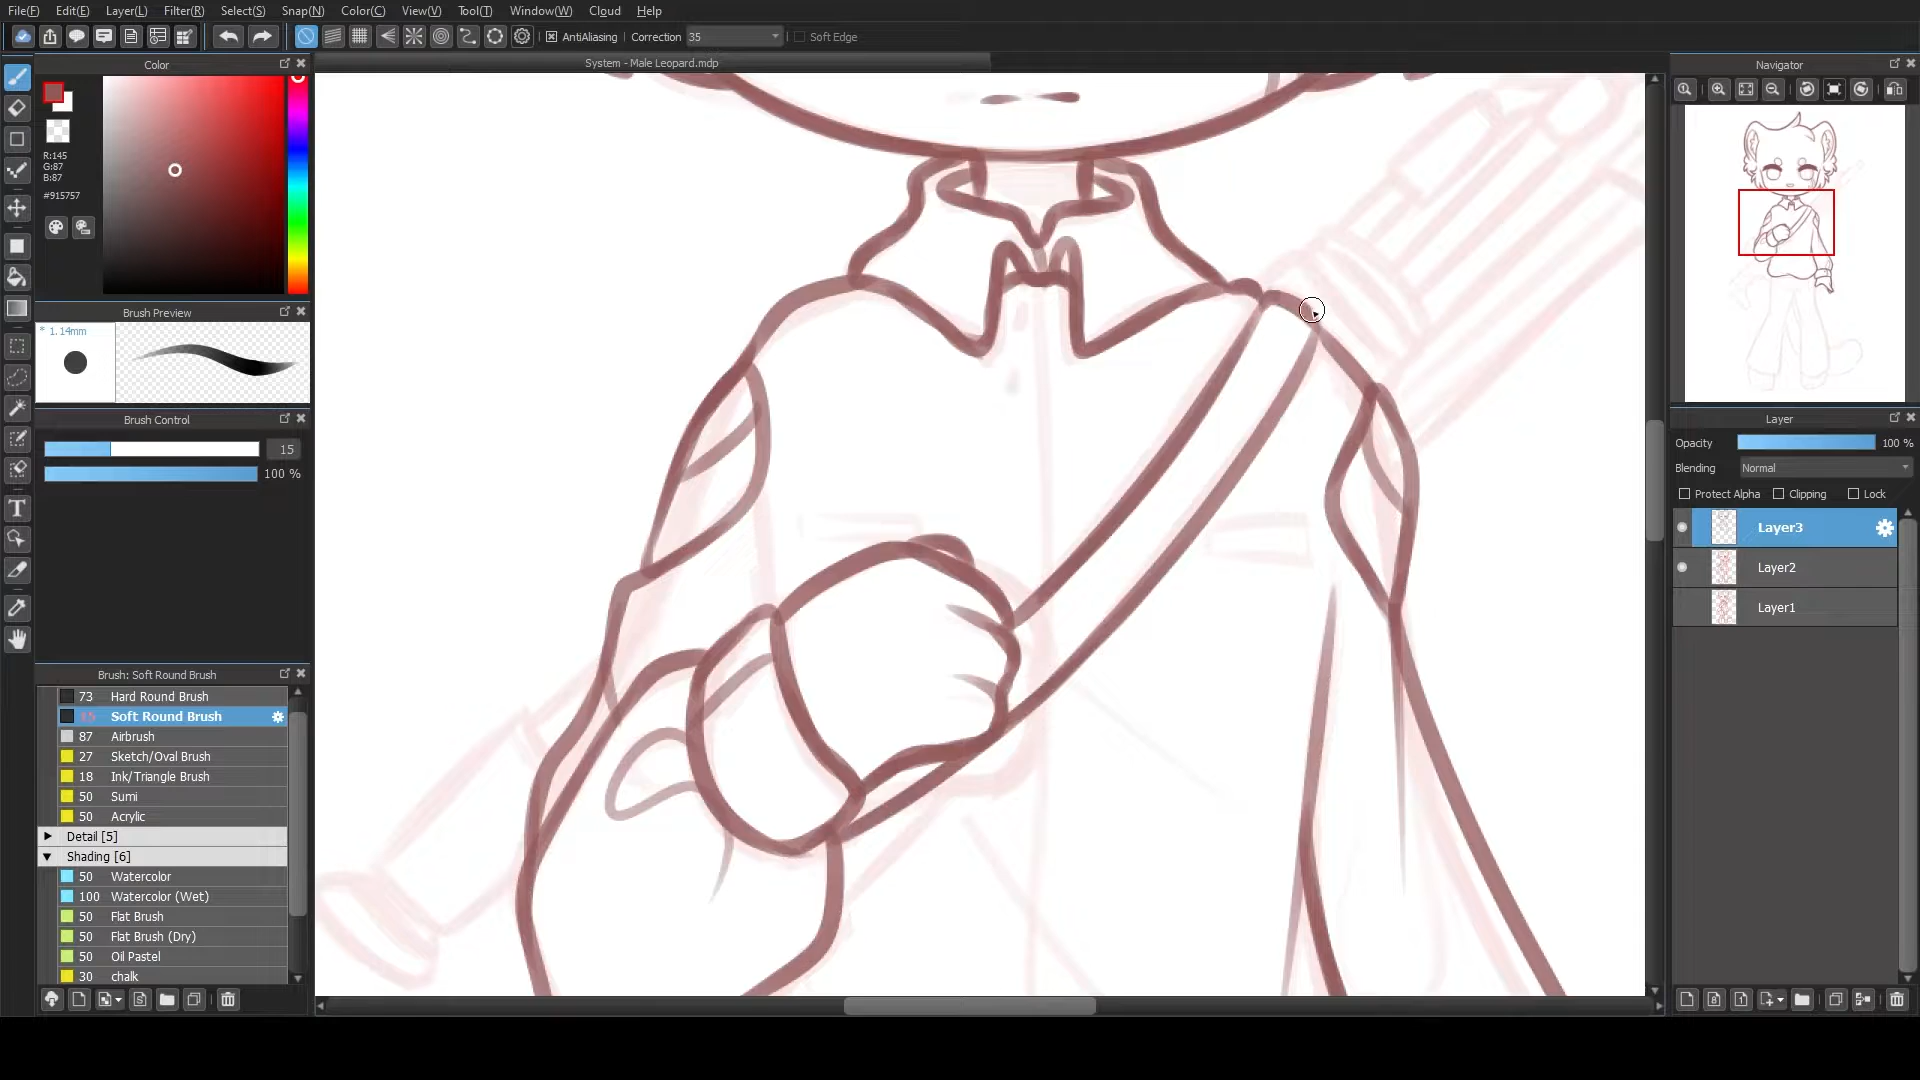 File(F) Edit(E) Layer(L) Filter(R) Select(S) Snap(N) Color(C) View(V) Tool(T) Window(W) Cloud Help
AntiAliasing Correction 35 Soft Edge
System - Male Leopard.mdp
Color
R:145
G:87
B:87
#915757
Brush Preview
* 1.14mm
Brush Control
15
100 %
Brush: Soft Round Brush
73 Hard Round Brush
15 Soft Round Brush
87 Airbrush
27 Sketch/Oval Brush
18 Ink/Triangle Brush
50 Sumi
50 Acrylic
Detail [5]
Shading [6]
50 Watercolor
100 Watercolor (Wet)
50 Flat Brush
50 Flat Brush (Dry)
50 Oil Pastel
30 chalk
Navigator
Layer
Opacity 100 %
Blending Normal
Protect Alpha Clipping Lock
Layer3
Layer2
Layer1